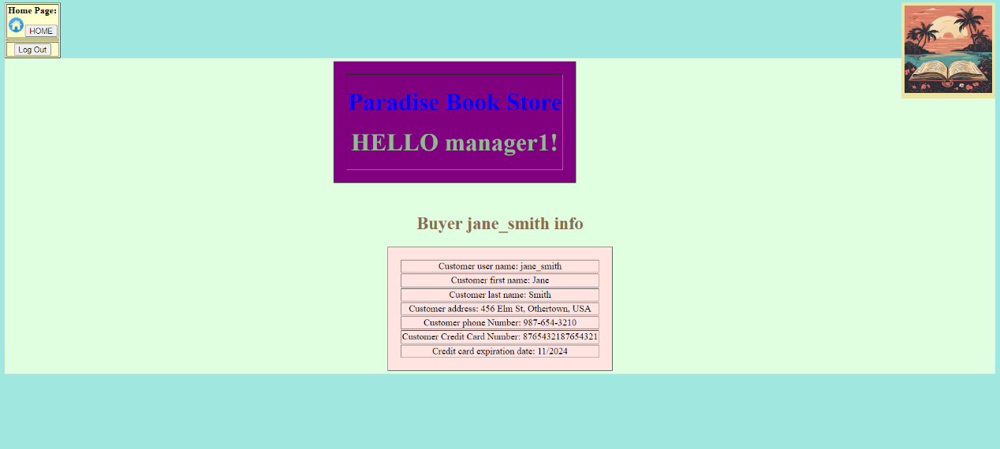 Home Page:
HOME
Log Out
Paradise Book Store
HELLO manager1!
Buyer jane_smith info
Customer user name: jane_smith
Customer first name: Jane
Customer last name: Smith
Customer address: 456 Elm St, Othertown, USA
Customer phone Number: 987-654-3210
Customer Credit Card Number: 8765432187654321
Credit card expiration date: 11/2024